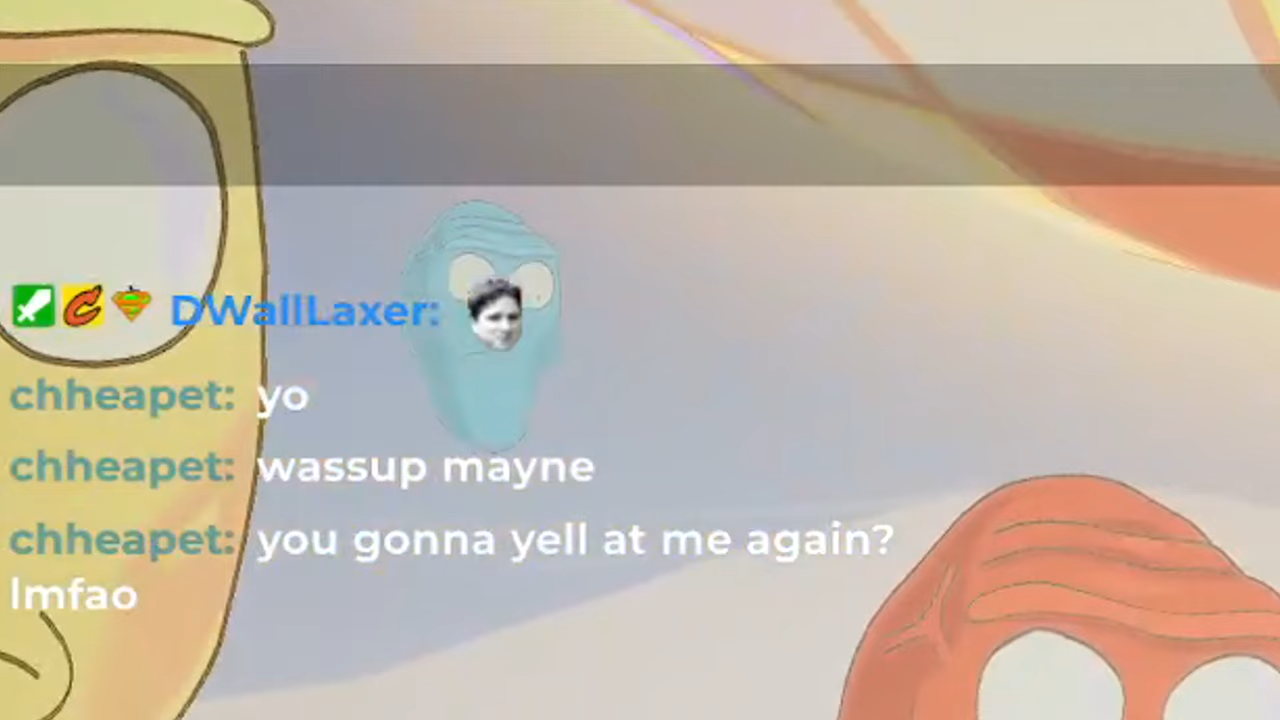 DWallLaxer:
chheapet: yo
chheapet: wassup mayne
chheapet: you gonna yell at me again?
lmfao